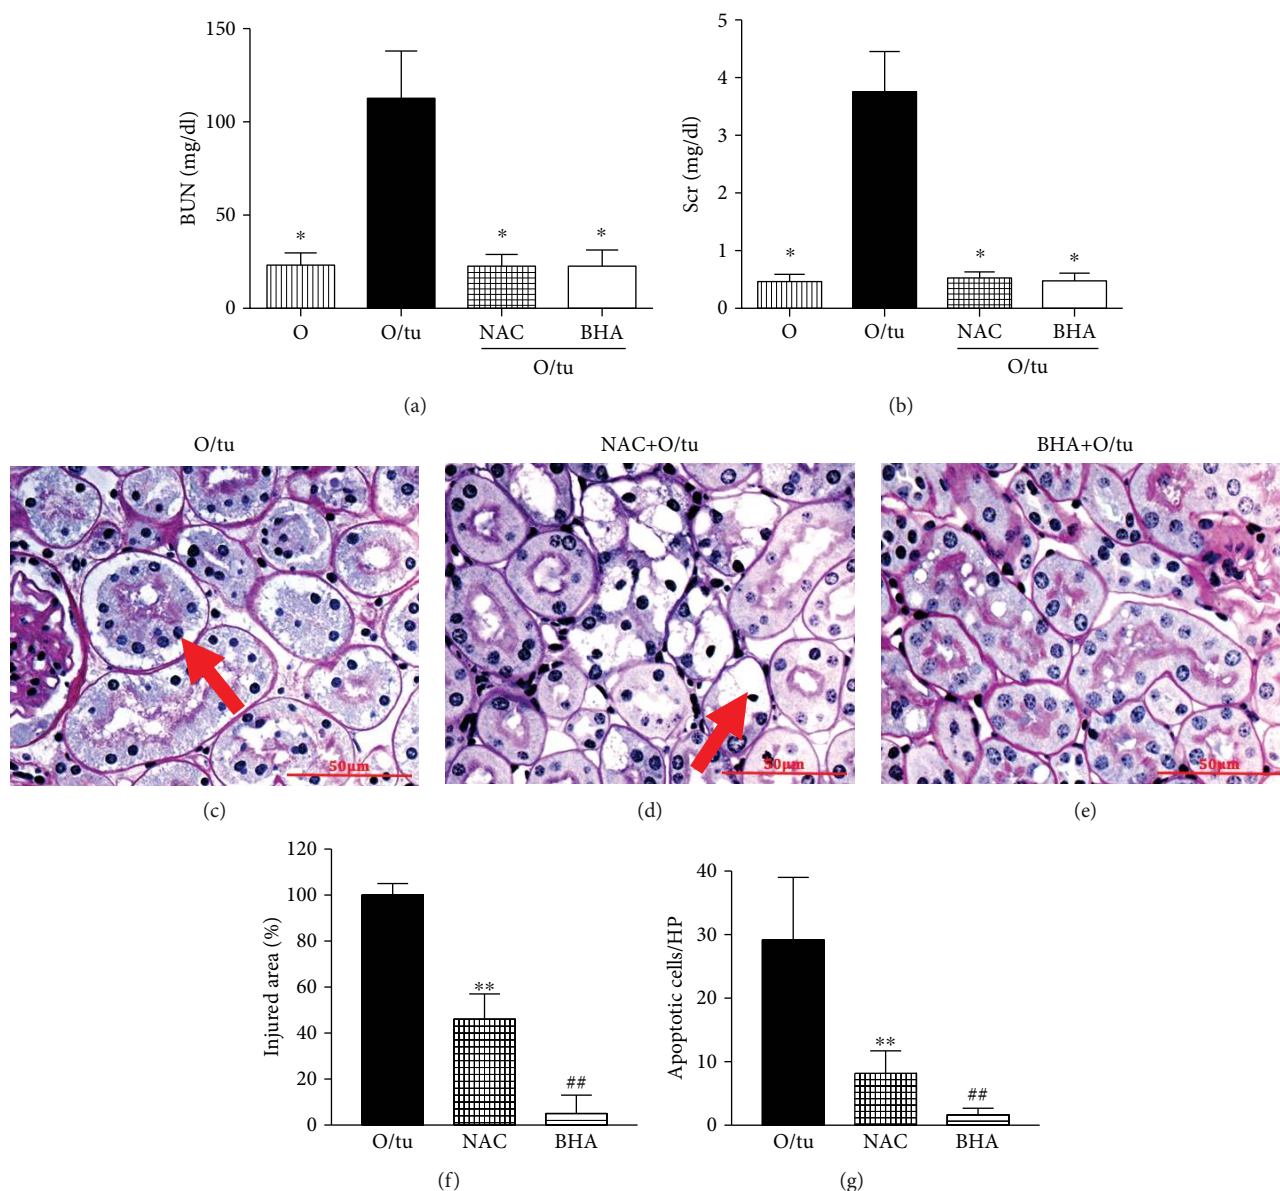 150
100
50
0
BUN (mg/dl)
*
*
*
O
O/tu
NAC
BHA
O/tu
(a)
5
4
3
2
1
0
Scr (mg/dl)
*
*
*
O
O/tu
NAC
BHA
O/tu
(b)
O/tu
50μm
(c)
NAC+O/tu
50μm
(d)
BHA+O/tu
50μm
(e)
120
100
80
60
40
20
0
Injured area (%)
**
##
O/tu
NAC
BHA
(f)
40
30
20
10
0
Apoptotic cells/HP
**
##
O/tu
NAC
BHA
(g)